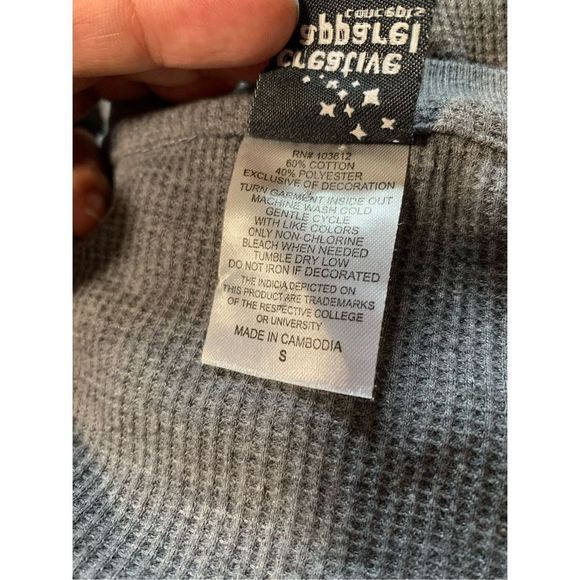 creative
apparel
concepts
RN# 103612
60% COTTON
40% POLYESTER
EXCLUSIVE OF DECORATION
TURN GARMENT INSIDE OUT
MACHINE WASH COLD
GENTLE CYCLE
WITH LIKE COLORS
ONLY NON-CHLORINE
BLEACH WHEN NEEDED
TUMBLE DRY LOW
DO NOT IRON IF DECORATED
THE INDICIA DEPICTED ON
THIS PRODUCT ARE TRADEMARKS
OF THE RESPECTIVE COLLEGE
OR UNIVERSITY
MADE IN CAMBODIA
S